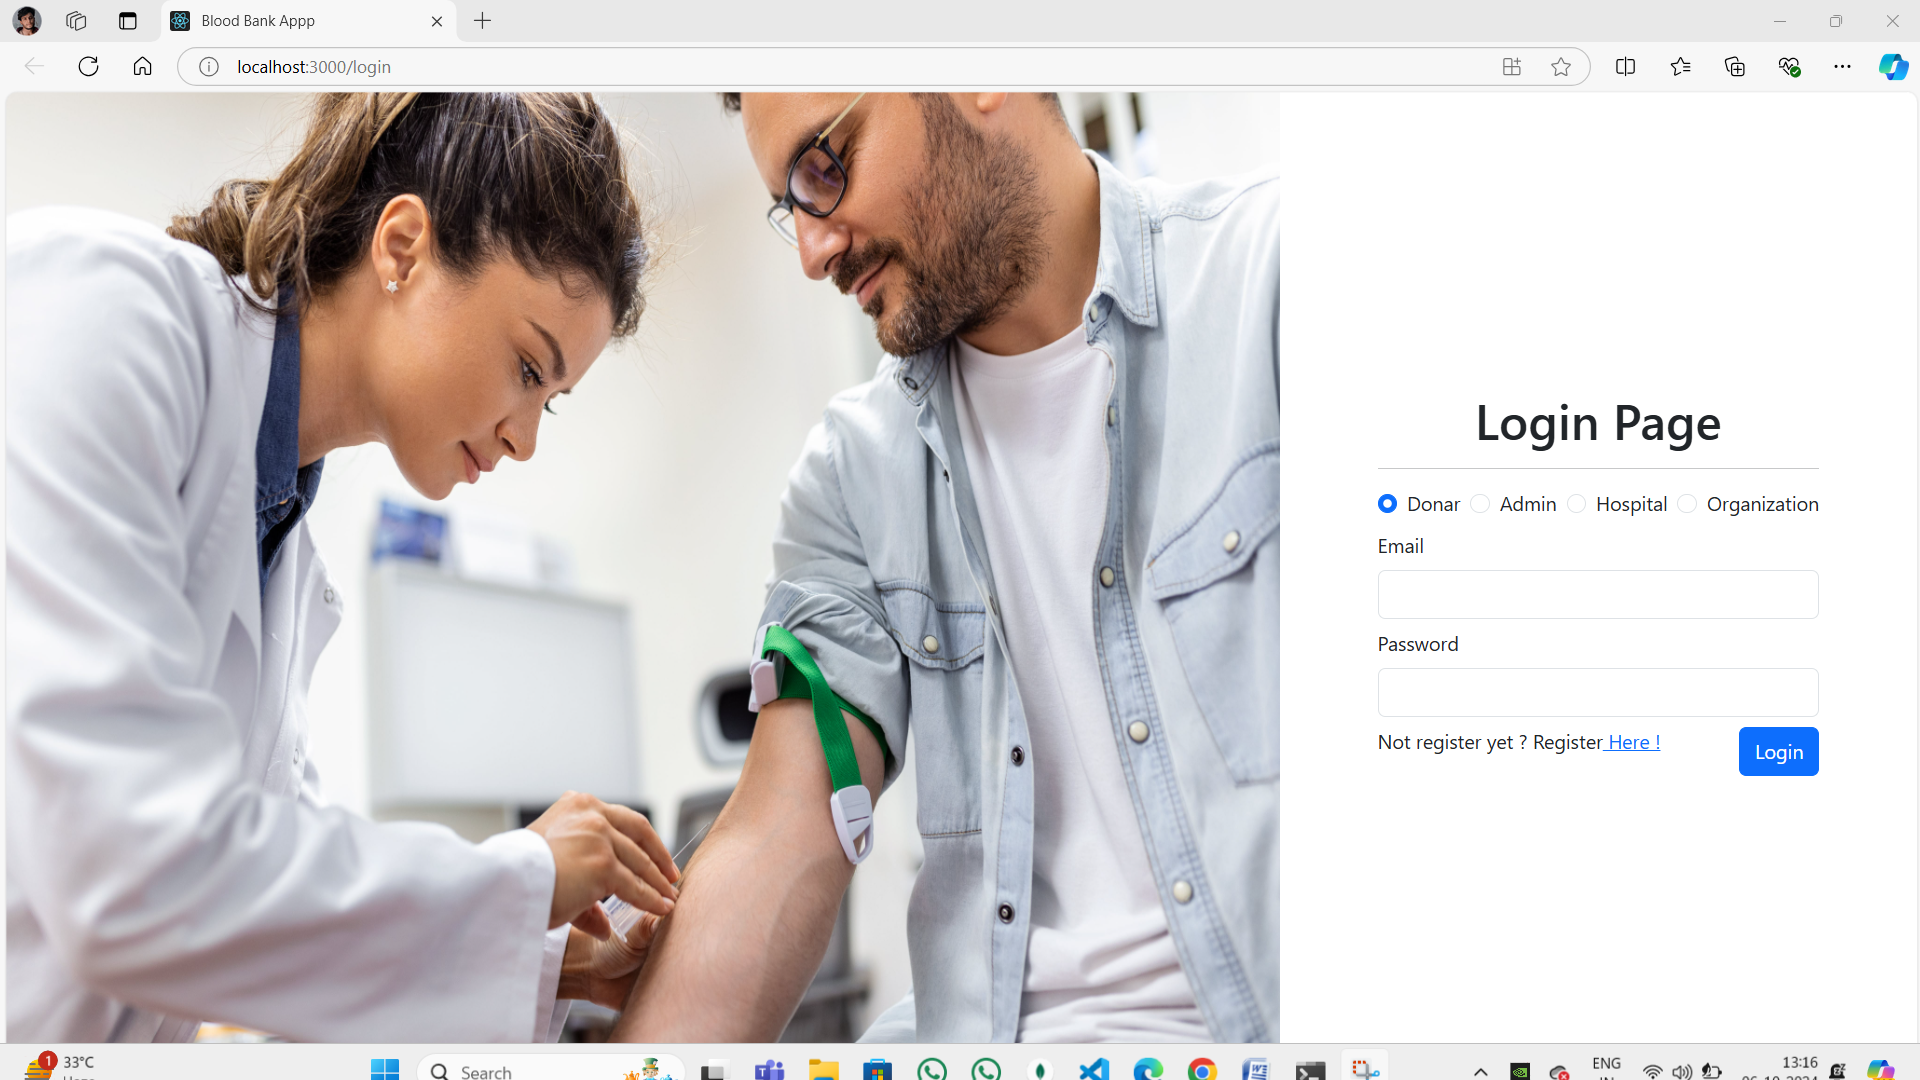 Blood Bank Appp
localhost:3000/login
Login Page
Donar Admin Hospital Organization
Email
Password
Not register yet ? Register Here !
Login
1
33°C
Search
ENG
13:16